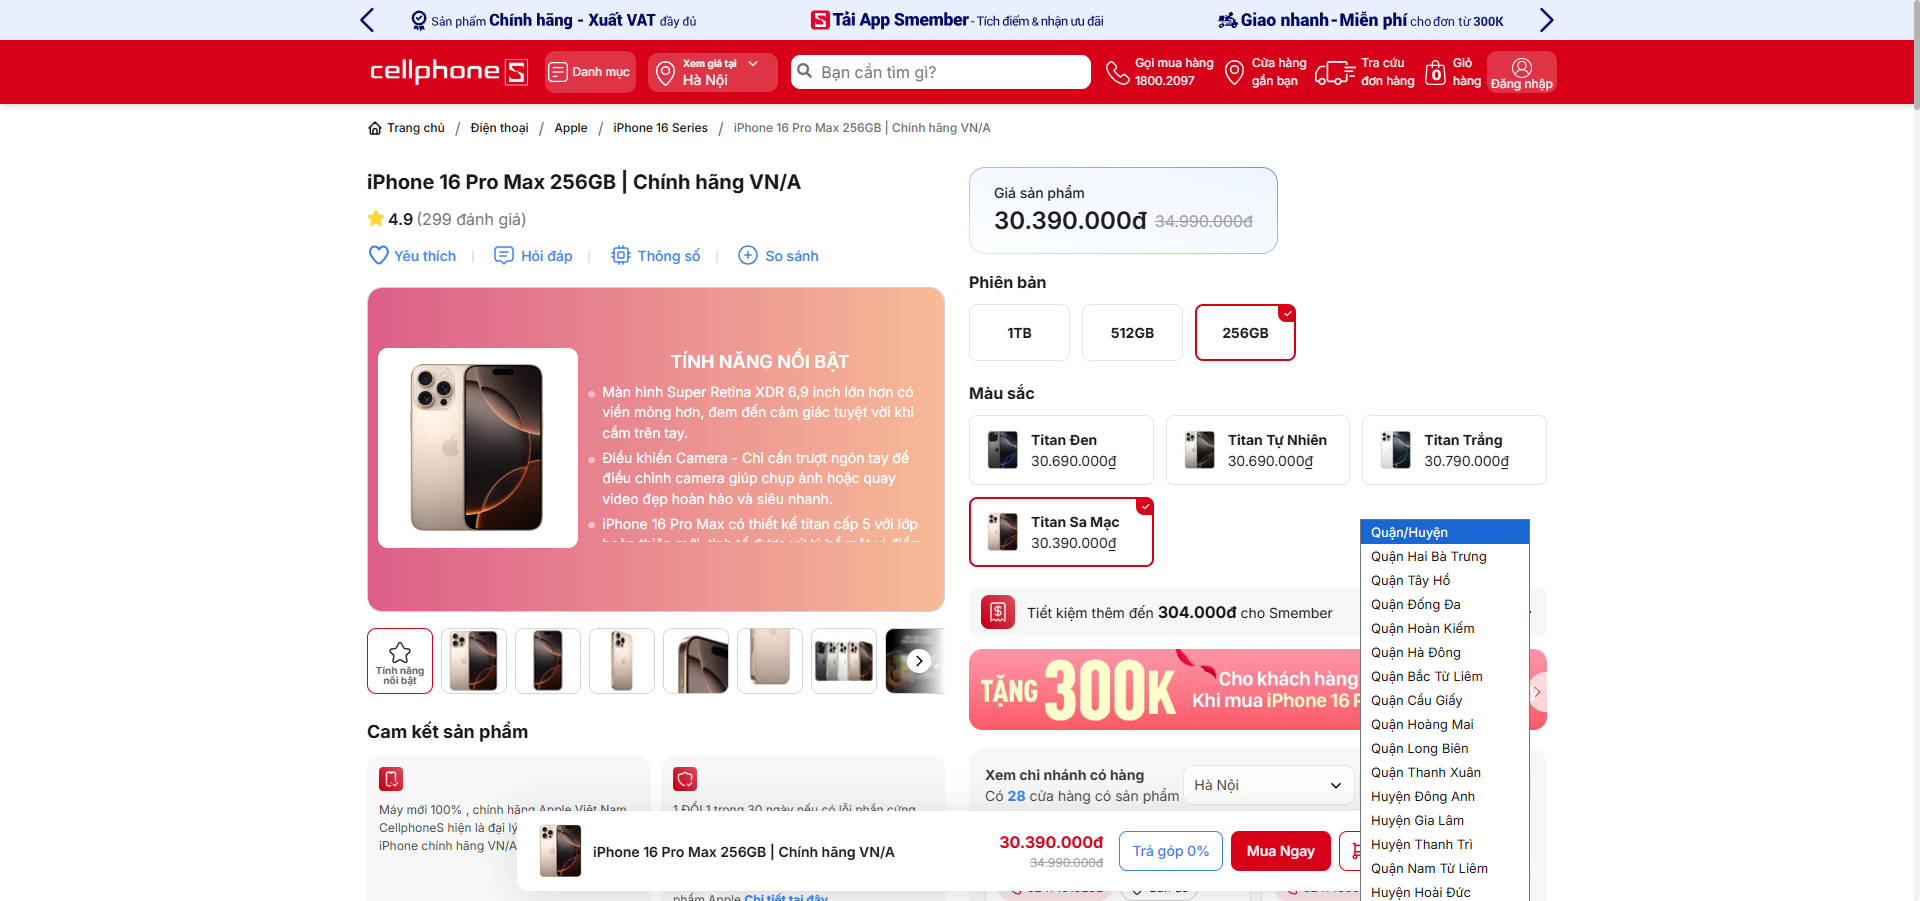 Sản phẩm Chính hãng - Xuất VAT đầy đủ
Tải App Smember - Tích điểm & nhận ưu đãi
Giao nhanh - Miễn phí cho đơn từ 300K
cellphoneS
Danh mục
Xem giá tại
Hà Nội
Bạn cần tìm gì?
Gọi mua hàng
1800.2097
Cửa hàng
gần bạn
Tra cứu
đơn hàng
0
Giỏ
hàng
Đăng nhập
Trang chủ / Điện thoại / Apple / iPhone 16 Series / iPhone 16 Pro Max 256GB | Chính hãng VN/A
iPhone 16 Pro Max 256GB | Chính hãng VN/A
4.9 (299 đánh giá)
Yêu thích | Hỏi đáp | Thông số | So sánh
TÍNH NĂNG NỔI BẬT
Màn hình Super Retina XDR 6,9 inch lớn hơn có
viền mỏng hơn, đem đến cảm giác tuyệt vời khi
cầm trên tay.
Điều khiển Camera - Chỉ cần trượt ngón tay để
điều chỉnh camera giúp chụp ảnh hoặc quay
video đẹp hoàn hảo và siêu nhanh.
iPhone 16 Pro Max có thiết kế titan cấp 5 với lớp
Tính năng
nổi bật
Cam kết sản phẩm
Máy mới 100% , chính hãng Apple Việt Nam.
CellphoneS hiện là đại lý
iPhone chính hãng VN/A
1 ĐỔI 1 trong 30 ngày nếu có lỗi phần cứng
phẩm Apple Chi tiết tại đây
Giá sản phẩm
30.390.000đ 34.990.000đ
Phiên bản
1TB
512GB
256GB
Màu sắc
Titan Đen
30.690.000₫
Titan Tự Nhiên
30.690.000₫
Titan Trắng
30.790.000₫
Titan Sa Mạc
30.390.000₫
Tiết kiệm thêm đến 304.000đ cho Smember
TẶNG 300K
Cho khách hàng
Khi mua iPhone 16 P
Xem chi nhánh có hàng
Có 28 cửa hàng có sản phẩm
Hà Nội
Quận/Huyện
Quận Hai Bà Trưng
Quận Tây Hồ
Quận Đống Đa
Quận Hoàn Kiếm
Quận Hà Đông
Quận Bắc Từ Liêm
Quận Cầu Giấy
Quận Hoàng Mai
Quận Long Biên
Quận Thanh Xuân
Huyện Đông Anh
Huyện Gia Lâm
Huyện Thanh Trì
Quận Nam Từ Liêm
Huyện Hoài Đức
iPhone 16 Pro Max 256GB | Chính hãng VN/A
30.390.000đ
34.990.000đ
Trả góp 0%
Mua Ngay